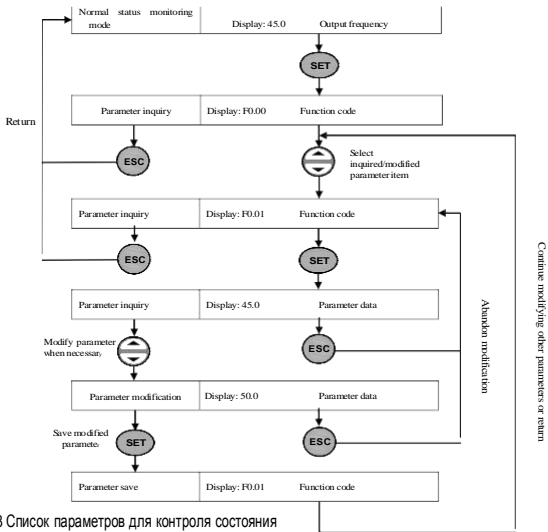 Normal status monitoring
mode
Display: 45.0
Output frequency
SET
Return
Parameter inquiry
Display: F0.00
Function code
ESC
Select
inquired/modified
parameter item
Parameter inquiry
Display: F0.01
Function code
ESC
SET
Parameter inquiry
Display: 45.0
Parameter data
Modify parameter
when necessary
ESC
Parameter modification
Display: 50.0
Parameter data
Save modified
parameter
SET
ESC
Parameter save
Display: F0.01
Function code
Abandon modification
Continue modifying other parameters or return
3 Список параметров для контроля состояния